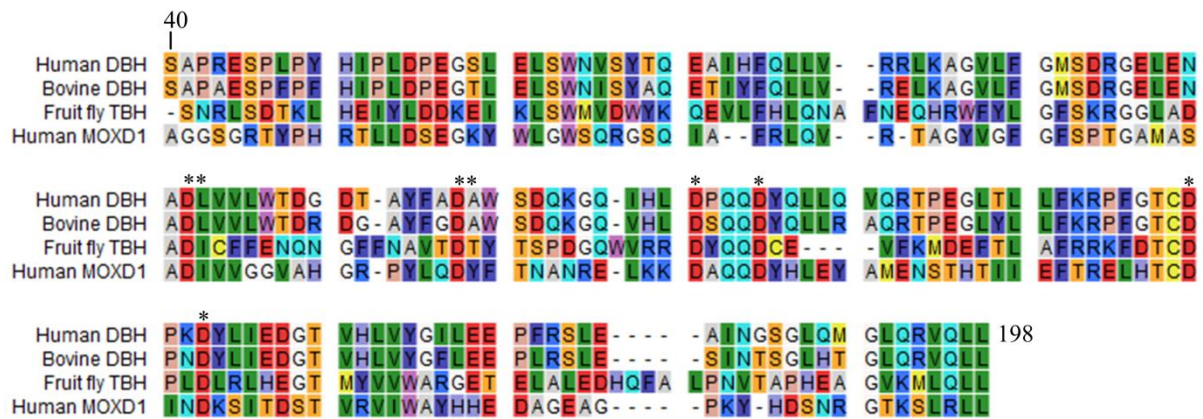 40
Human DBH SAPRESPLPY HIPLDPEGSL ELSWNVSYTQ EAIHFQLLV- --RRLKAGVLF GMSDRGELEN
Bovine DBH SAPAESPFPF HIPLDPEGTL ELSWNISYAQ ETIYFQLLV- --RELKAGVLF GMSDRGELEN
Fruit fly TBH -SNRLSDTKL HEIYLDDKEI KLSWMVDWYK QEVLFHLQNA FNEQHRWFYL GFSKRGGLAD
Human MOXD1 AGGSGRTYPH RTLLDSEGKY WLGWSQRGSQ IA--FRLQV- --R-TAGYVGF GFSPTGAMAS
** ** * * *
Human DBH ADLVVLWTDG DT-AYFADAW SDQKGQ-IHL DPQQDYQLLQ VQRTPEGLTL LFKRPFGTCD
Bovine DBH ADLVVLWTDR DG-AYFGDAW SDQKGQ-VHL DSQQDYQLLR AQRTPEGLYL LFKRPFGTCD
Fruit fly TBH ADICFFENQN GFFNAVTDTY TSPDGQWVRR DYQQDCE--- -VFKMDEFTL AFRRKFDTCD
Human MOXD1 ADIVVGGVAH GR-PYLQDYF TNANRE-LKK DAQQDYHLEY AMENSTHTII EFTRELHTCD
*
Human DBH PKDYLIEDGT VHLVYGILEE PFRSLE---- -AINGSGLQM GLQRVQLL 198
Bovine DBH PNDYLIEDGT VHLVYGFLEE PLRSLE---- -SINTSGLHT GLQRVQLL
Fruit fly TBH PLDLRLHEGT MYVVWARGET ELALEDHQFA LPNVTAPHEA GVKMLQLL
Human MOXD1 INDKSITDST VRVIWAYHHE DAGEAG---- -PKY-HDSNR GTKSLRLL